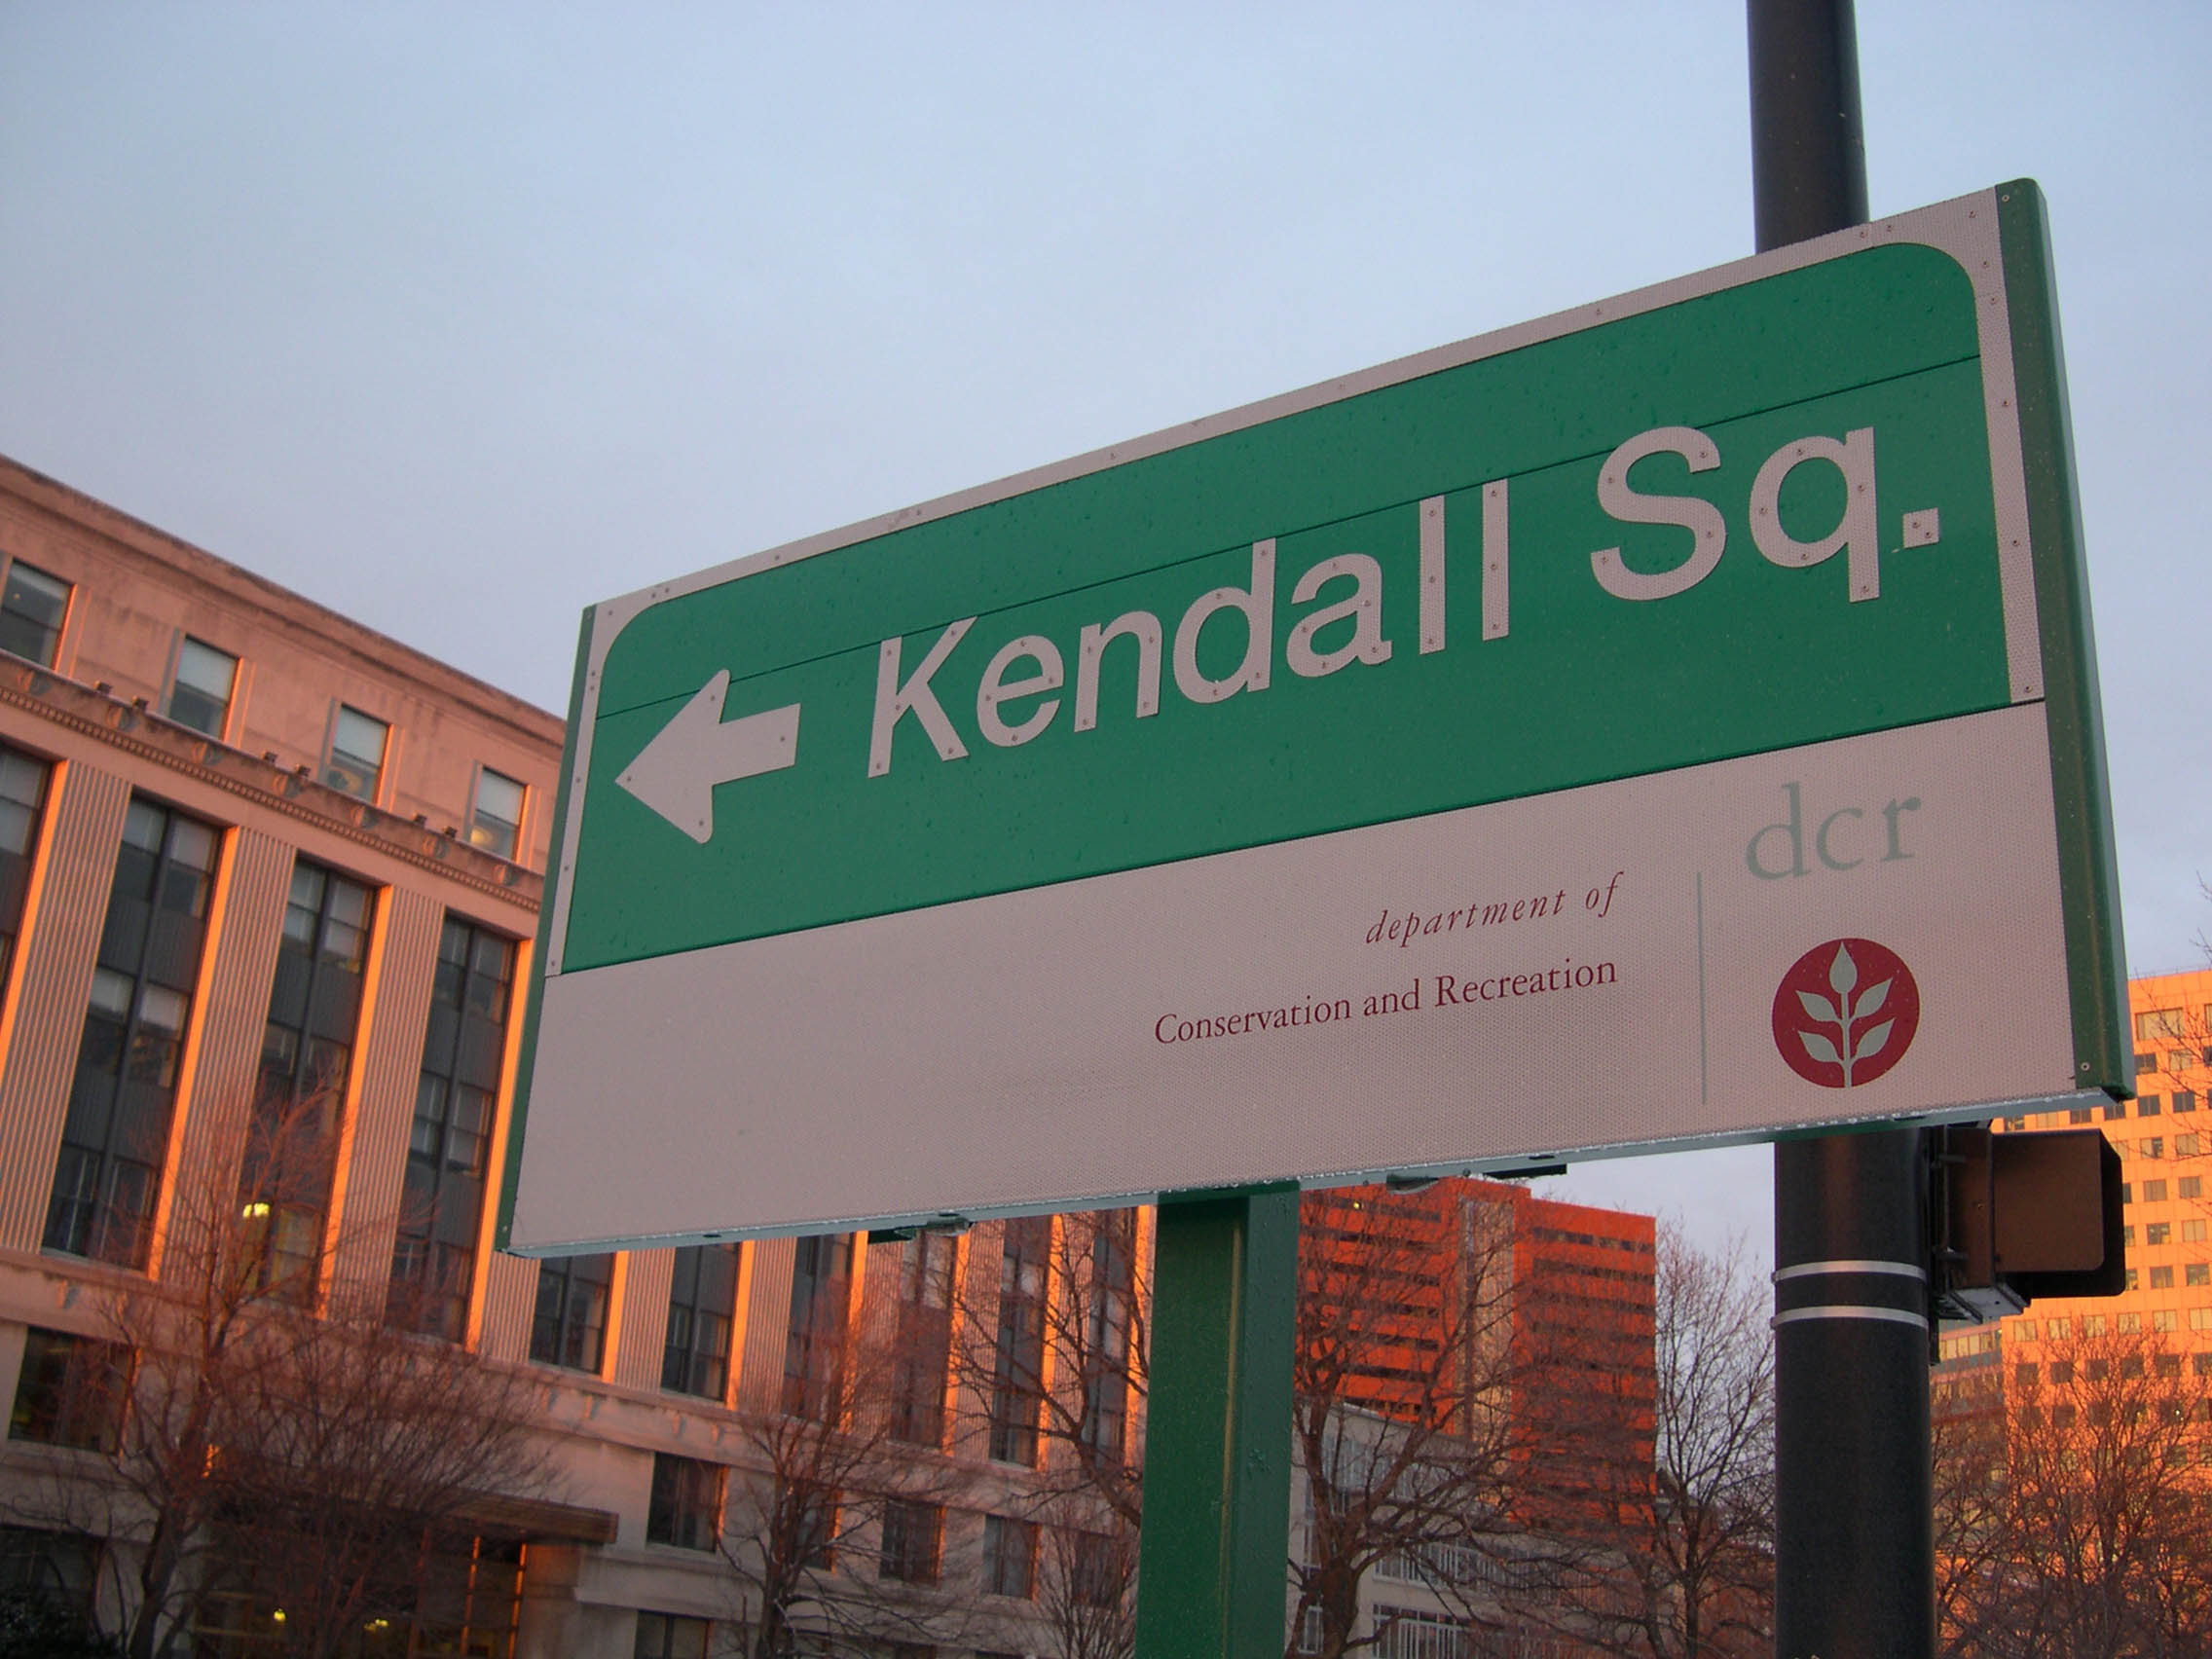 Kendall Sq.
department of
Conservation and Recreation
dcr